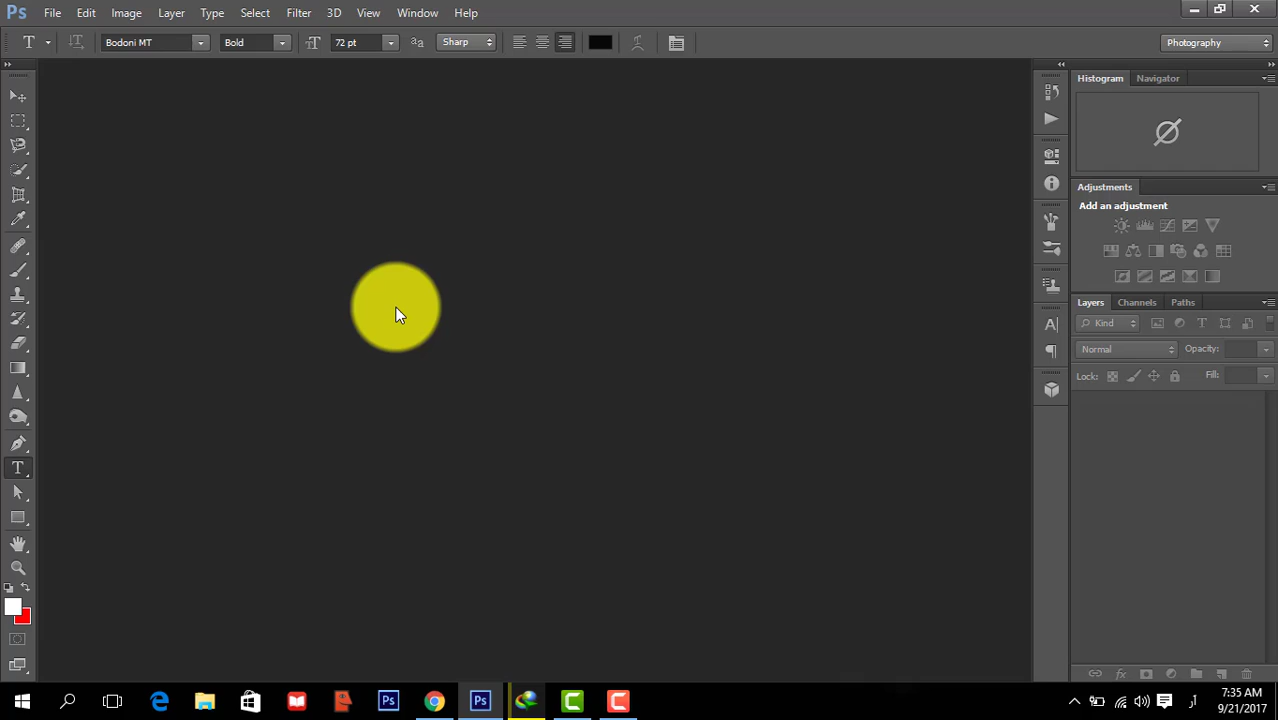 Ps File Edit Image Layer Type Select Filter 3D View Window Help
T Bodoni MT Bold 72 pt aa Sharp Photography
Histogram Navigator
Adjustments
Add an adjustment
Layers Channels Paths
Kind
Normal Opacity:
Lock: Fill:
7:35 AM
9/21/2017